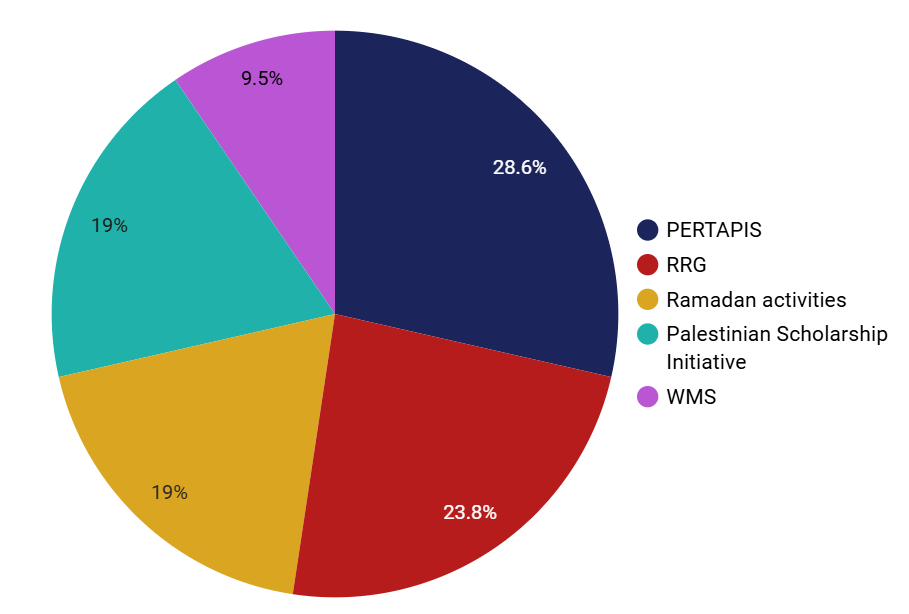 9.5%
28.6%
19%
19%
23.8%
PERTAPIS
RRG
Ramadan activities
Palestinian Scholarship
Initiative
WMS